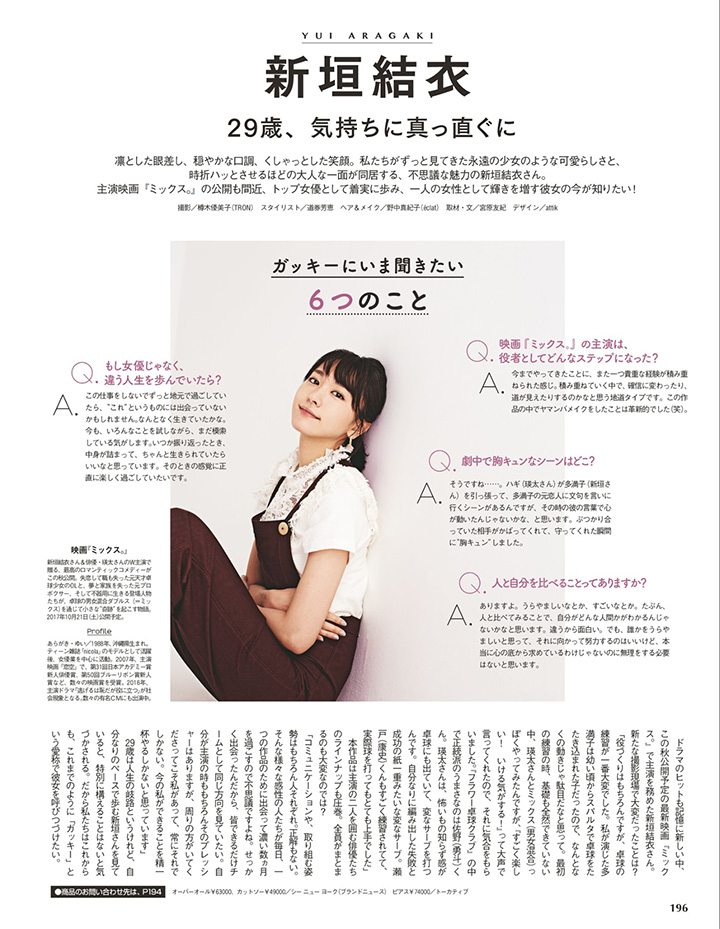 YUI ARAGAKI
新垣結衣
29歳、気持ちに真っ直ぐに
凛とした眼差し、穏やかな口調、くしゃっとした笑顔。私たちがずっと見てきた永遠の少女のような可愛らしさと、
時折ハッとさせるほどの大人な一面が同居する、不思議な魅力の新垣結衣さん。
主演映画『ミックス。』の公開も間近、トップ女優として着実に歩み、一人の女性として輝きを増す彼女の今が知りたい!
撮影/樽木優美子(TRON) スタイリスト/道券芳恵 ヘア&メイク/野中真紀子(éclat) 取材・文/宮原友紀 デザイン/attik
ガッキーにいま聞きたい
6つのこと
Q. もし女優じゃなく、
違う人生を歩んでいたら?
A. この仕事をしないでずっと地元で過ごしてい
たら、“これ”というものには出会っていない
かもしれません。なんとなく生きていたかな。
今も、いろんなことを試しながら、まだ模索
している気がします。いつか振り返ったとき、
中身が詰まって、ちゃんと生きられていたら
いいなと思っています。そのときの感覚に正
直に楽しく過ごしていたいです。
Q. 映画『ミックス。』の主演は、
役者としてどんなステップになった?
A. 今までやってきたことに、また一つ貴重な経験が積み重
ねられた感じ。積み重ねていく中で、確信に変わったり、
道が見えたりするのかなと思う地道タイプです。この作
品の中でヤマンバメイクをしたことは革新的でした(笑)。
Q. 劇中で胸キュンなシーンはどこ?
A. そうですね……。ハギ(瑛太さん)が多満子(新垣さ
ん)を引っ張って、多満子の元恋人に文句を言いに
行くシーンがあるんですが、その時の彼の言葉で心
が動いたんじゃないかな、と思います。ぶつかり合
っていた相手がかばってくれて、守ってくれた瞬間
に“胸キュン”しました。
Q. 人と自分を比べることってありますか?
A. ありますよ。うらやましいなとか、すごいなとか。たぶん、
人と比べてみることで、自分がどんな人間かがわかるんじゃ
ないかなと思います。違うから面白い。でも、誰かをうらや
ましいと思って、それに向かって努力するのはいいけど、本
当に心の底から求めているわけじゃないのに無理をする必要
はないと思います。
映画『ミックス。』
新垣結衣さん&俳優・瑛太さんのW主演で
贈る、最高のロマンティックコメディーが
この秋公開。失恋して職も失った元天才卓
球少女のOLと、夢と家族を失った元プロ
ボクサー、そして不器用に生きる登場人物
たちが、卓球の男女混合ダブルス(=ミッ
クス)を通じて小さな“奇跡”を起こす物語。
2017年10月21日(土)公開予定。
Profile
あらがき・ゆい/1988年、沖縄県生まれ。
ティーン雑誌『nicola』のモデルとして活躍
後、女優業を中心に活動。2007年、主演
映画『恋空』で、第31回日本アカデミー賞
新人俳優賞、第50回ブルーリボン賞新人
賞など、数々の映画賞を受賞。2016年、
主演ドラマ『逃げるは恥だが役に立つ』が社
会現象となる。数々の有名CMにも出演中。
ドラマのヒットも記憶に新しい中、
この秋公開予定の最新映画『ミック
ス。』で主演を務めた新垣結衣さん。
新たな撮影現場で大変だったことは?
「役づくりはもちろんですが、卓球の
練習が一番大変でした。私が演じた多
満子は幼い頃からスパルタで卓球をた
たき込まれた子だったので、なんとな
くの動きじゃ駄目だなと思って。最初
の練習の時、基礎も全然できていない
中、瑛太さんとミックス(男女混合)っ
ぽくやってみたんですが、『すごく楽し
い! いける気がする!』って大声で
言ってくれたので、それに気合をもら
いました。『フラワー卓球クラブ』の中
で正統派のうまさなのは佐野(勇斗)く
ん。瑛太さんは、怖いもの知らず感が
卓球にも出ていて、変なサーブを打つ
んです。自分なりに編み出した失敗と
成功の紙一重みたいな変なサーブ。瀬
戸(康史)くんもすごく練習されてて、
実際球を打ってもとても上手でした」
本作品は主演の二人を囲む俳優たち
のラインナップも圧巻。全員がまとま
るのも大変なのでは?
「コミュニケーションや、取り組む姿
勢はもちろん人それぞれ。正解もない。
そんな様々な感性の人たちが毎日、一
つの作品のために出会って濃い数ヵ月
を過ごすので不思議ですよね。せっか
く出会ったんだから、皆できるだけチ
ームとして同じ方向を見ていたい。自
分が主演の時ももちろんそのプレッシ
ャーはありますが、周りの方がいてく
ださってこそ私があって、常にそれで
しかない。今の私ができることを精一
杯やるしかないと思っています」
29歳は人生の岐路というけれど、自
分なりのペースで歩む新垣さんを見て
いると、特別に構えることはないと気
づかされる。だから私たちはこれから
も、これまでのように「ガッキー」と
いう愛称で彼女を呼びつづけたい。
●商品のお問い合わせ先は、P194
オーバーオール¥63000、カットソー¥49000/シー ニュー ヨーク(ブランドニュース) ピアス¥74000/トーカティブ
196